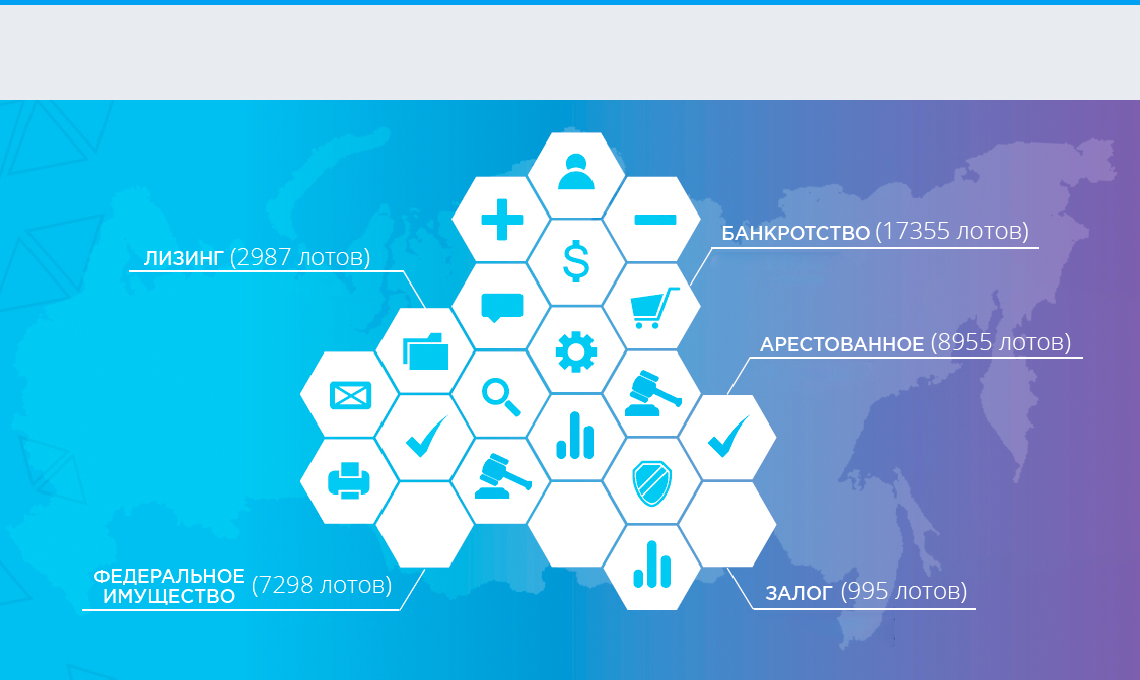 БАНКРОТСТВО (17355 лотов)
ЛИЗИНГ (2987 лотов)
АРЕСТОВАННОЕ (8955 лотов)
ФЕДЕРАЛЬНОЕ
ИМУЩЕСТВО (7298 лотов)
ЗАЛОГ (995 лотов)